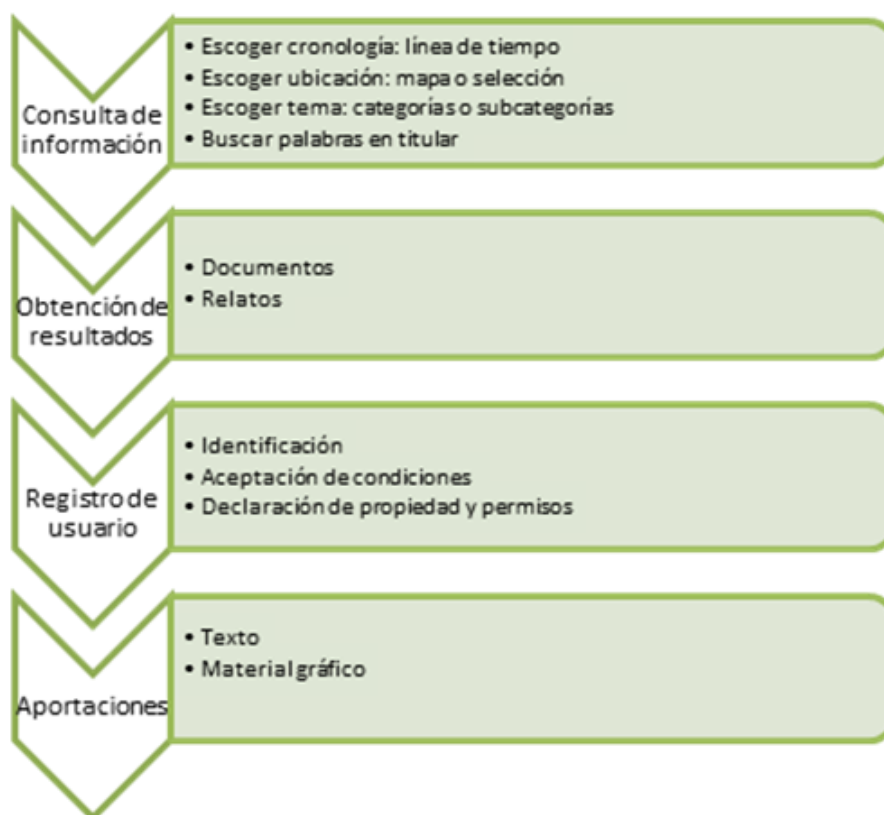 Consulta de
información
• Escoger cronología: línea de tiempo
• Escoger ubicación: mapa o selección
• Escoger tema: categorías o subcategorías
• Buscar palabras en titular
Obtención de
resultados
• Documentos
• Relatos
Registro de
usuario
• Identificación
• Aceptación de condiciones
• Declaración de propiedad y permisos
Aportaciones
• Texto
• Material gráfico